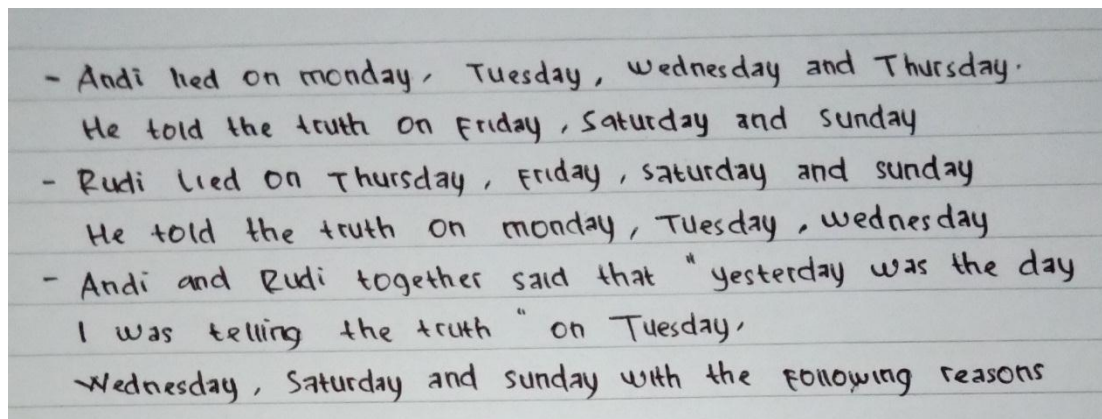 - Andi lied on monday, Tuesday, Wednesday and Thursday.
He told the truth on Friday, Saturday and Sunday
- Rudi Lied on Thursday, Friday, saturday and sunday
He told the truth on monday, Tuesday, wednesday
- Andi and Rudi together said that "yesterday was the day
I was telling the truth" on Tuesday,
Wednesday, Saturday and sunday with the Following reasons